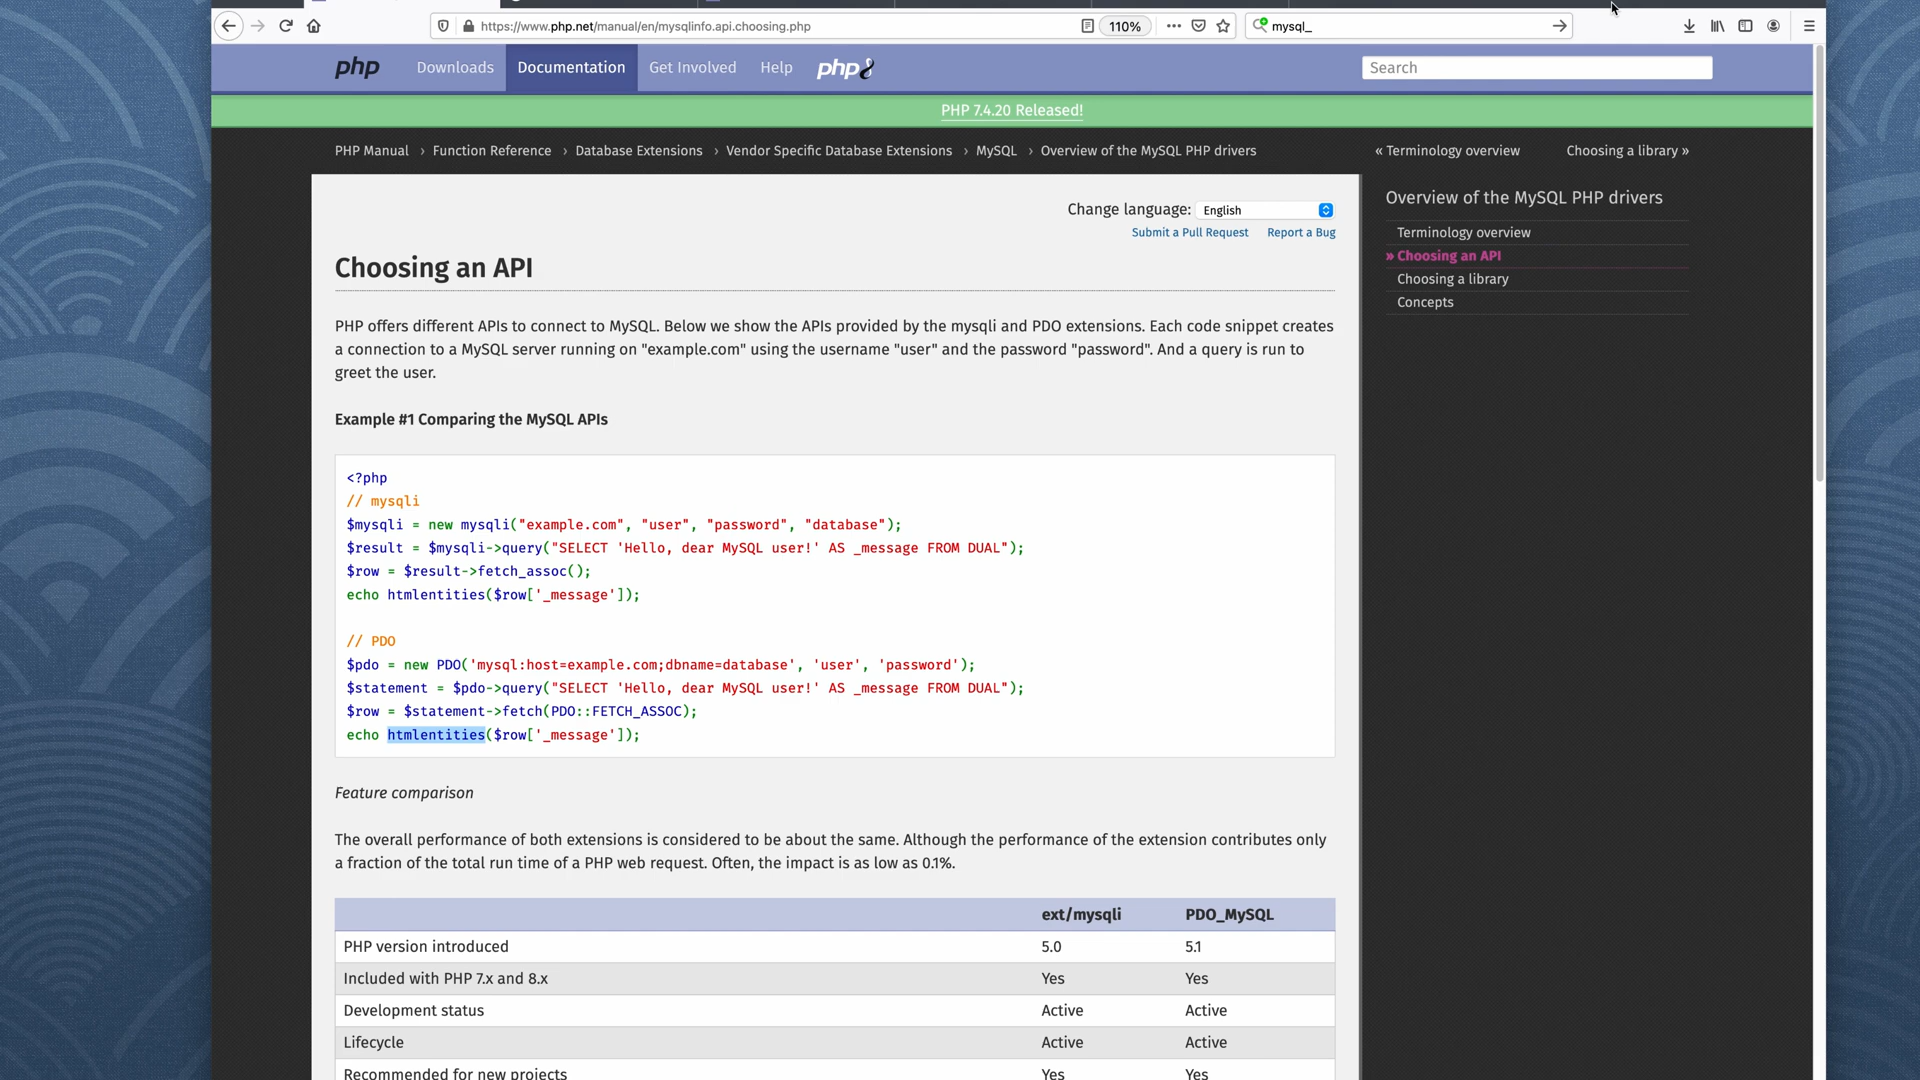 https://www.php.net/manual/en/mysqlinfo.api.choosing.php
110%
mysql_
php
Downloads
Documentation
Get Involved
Help
php8
Search
PHP 7.4.20 Released!
PHP Manual › Function Reference › Database Extensions › Vendor Specific Database Extensions › MySQL › Overview of the MySQL PHP drivers
« Terminology overview
Choosing a library »
Change language: English
Submit a Pull Request
Report a Bug
Choosing an API
PHP offers different APIs to connect to MySQL. Below we show the APIs provided by the mysqli and PDO extensions. Each code snippet creates
a connection to a MySQL server running on "example.com" using the username "user" and the password "password". And a query is run to
greet the user.
Example #1 Comparing the MySQL APIs
<?php
// mysqli
$mysqli = new mysqli("example.com", "user", "password", "database");
$result = $mysqli->query("SELECT 'Hello, dear MySQL user!' AS _message FROM DUAL");
$row = $result->fetch_assoc();
echo htmlentities($row['_message']);
// PDO
$pdo = new PDO('mysql:host=example.com;dbname=database', 'user', 'password');
$statement = $pdo->query("SELECT 'Hello, dear MySQL user!' AS _message FROM DUAL");
$row = $statement->fetch(PDO::FETCH_ASSOC);
echo htmlentities($row['_message']);
Feature comparison
The overall performance of both extensions is considered to be about the same. Although the performance of the extension contributes only
a fraction of the total run time of a PHP web request. Often, the impact is as low as 0.1%.
ext/mysqli PDO_MySQL
PHP version introduced 5.0 5.1
Included with PHP 7.x and 8.x Yes Yes
Development status Active Active
Lifecycle Active Active
Recommended for new projects Yes Yes
Overview of the MySQL PHP drivers
Terminology overview
» Choosing an API
Choosing a library
Concepts